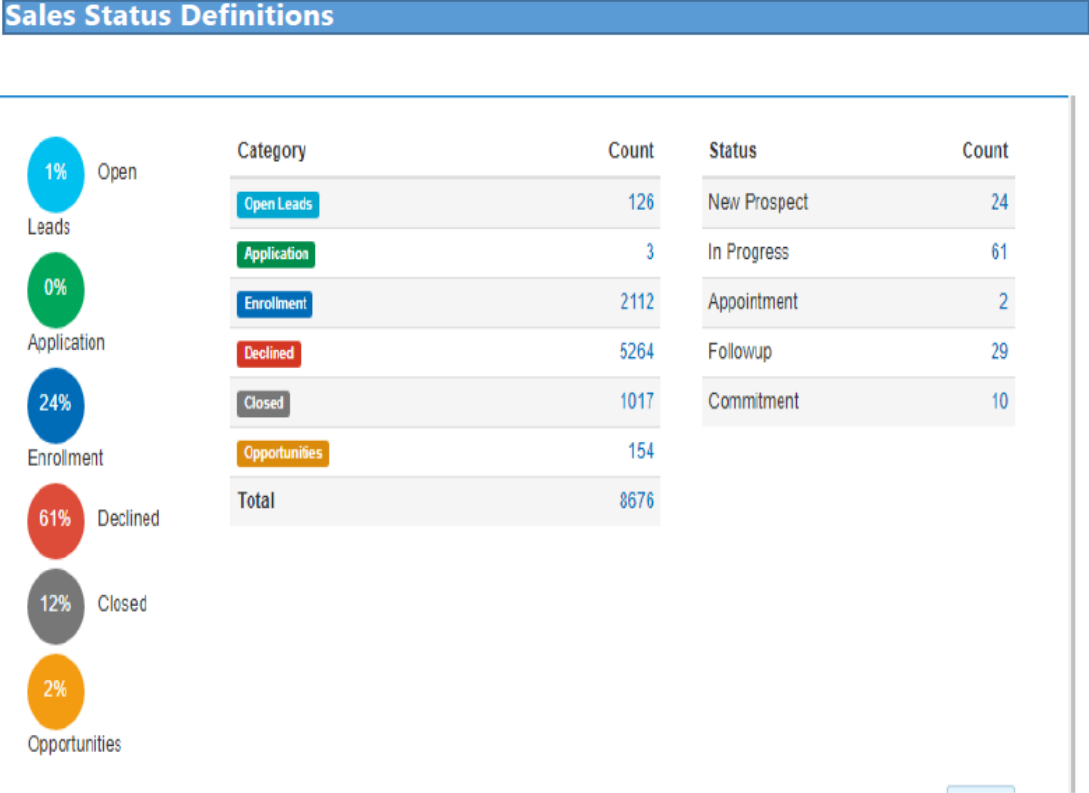 Sales Status Definitions
1% Open
Leads
0%
Application
24%
Enrollment
61% Declined
12% Closed
2%
Opportunities
Category Count
Open Leads 126
Application 3
Enrollment 2112
Declined 5264
Closed 1017
Opportunities 154
Total 8676
Status Count
New Prospect 24
In Progress 61
Appointment 2
Followup 29
Commitment 10